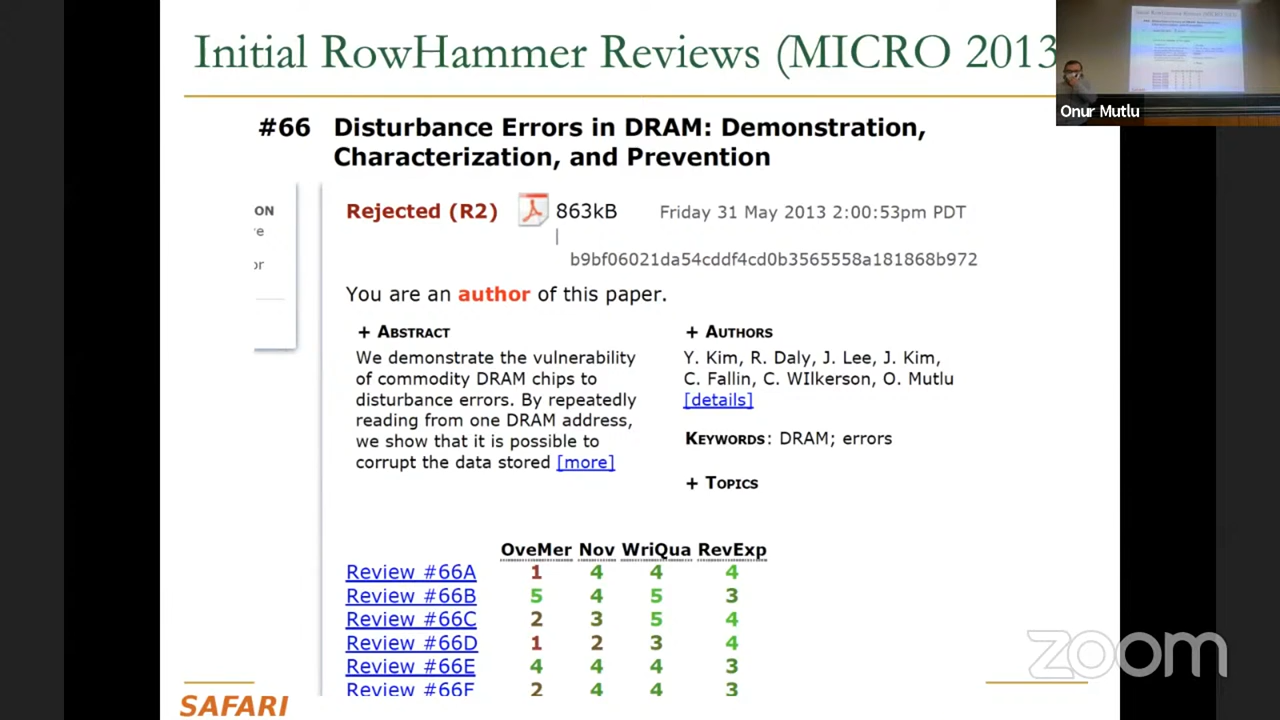 Initial RowHammer Reviews (MICRO 2013
Onur Mutlu
#66 Disturbance Errors in DRAM: Demonstration,
Characterization, and Prevention
ON
ve
or
Rejected (R2) 863kB Friday 31 May 2013 2:00:53pm PDT
|
b9bf06021da54cddf4cd0b3565558a181868b972
You are an author of this paper.
+ ABSTRACT
We demonstrate the vulnerability
of commodity DRAM chips to
disturbance errors. By repeatedly
reading from one DRAM address,
we show that it is possible to
corrupt the data stored [more]
+ AUTHORS
Y. Kim, R. Daly, J. Lee, J. Kim,
C. Fallin, C. WIlkerson, O. Mutlu
[details]
KEYWORDS: DRAM; errors
+ TOPICS
OveMer Nov WriQua RevExp
Review #66A 1 4 4 4
Review #66B 5 4 5 3
Review #66C 2 3 5 4
Review #66D 1 2 3 4
Review #66E 4 4 4 3
Review #66F 2 4 4 3
zoom
SAFARI